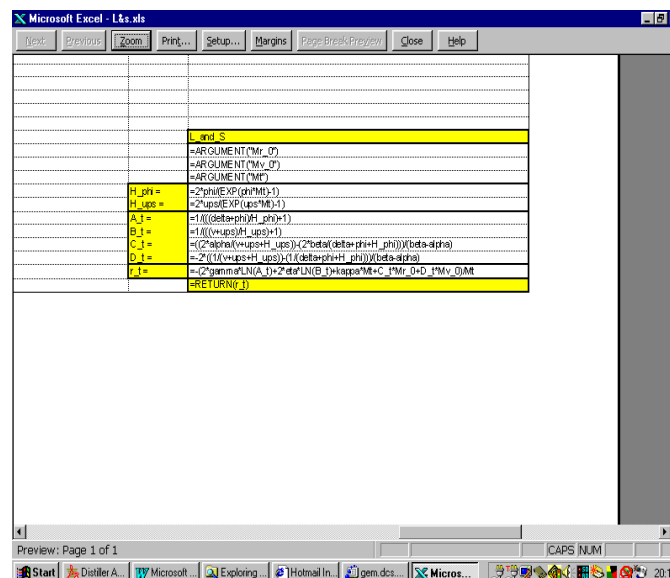 Microsoft Excel - L&s.xls
Next Previous Zoom Print... Setup... Margins Page Break Preview Close Help
L_and_S
=ARGUMENT("Mr_0")
=ARGUMENT("Mv_0")
=ARGUMENT("Mt")
H_phi = =2*phi/(EXP(phi*Mt)-1)
H_ups = =2*ups/(EXP(ups*Mt)-1)
A_t = =1/(((delta+phi)/H_phi)+1)
B_t = =1/(((v+ups)/H_ups)+1)
C_t = =((2*alpha/(v+ups+H_ups))-(2*beta/(delta+phi+H_phi)))/(beta-alpha)
D_t = =-2*((1/(v+ups+H_ups))-(1/(delta+phi+H_phi)))/(beta-alpha)
r_t = =-(2*gamma*LN(A_t)+2*eta*LN(B_t)+kappa*Mt+C_t*Mr_0+D_t*Mv_0)/Mt
=RETURN(r_t)
Preview: Page 1 of 1 CAPS NUM
Start Distiller A... Microsoft ... Exploring ... Hotmail In... gem.dcs.... Micros... 20